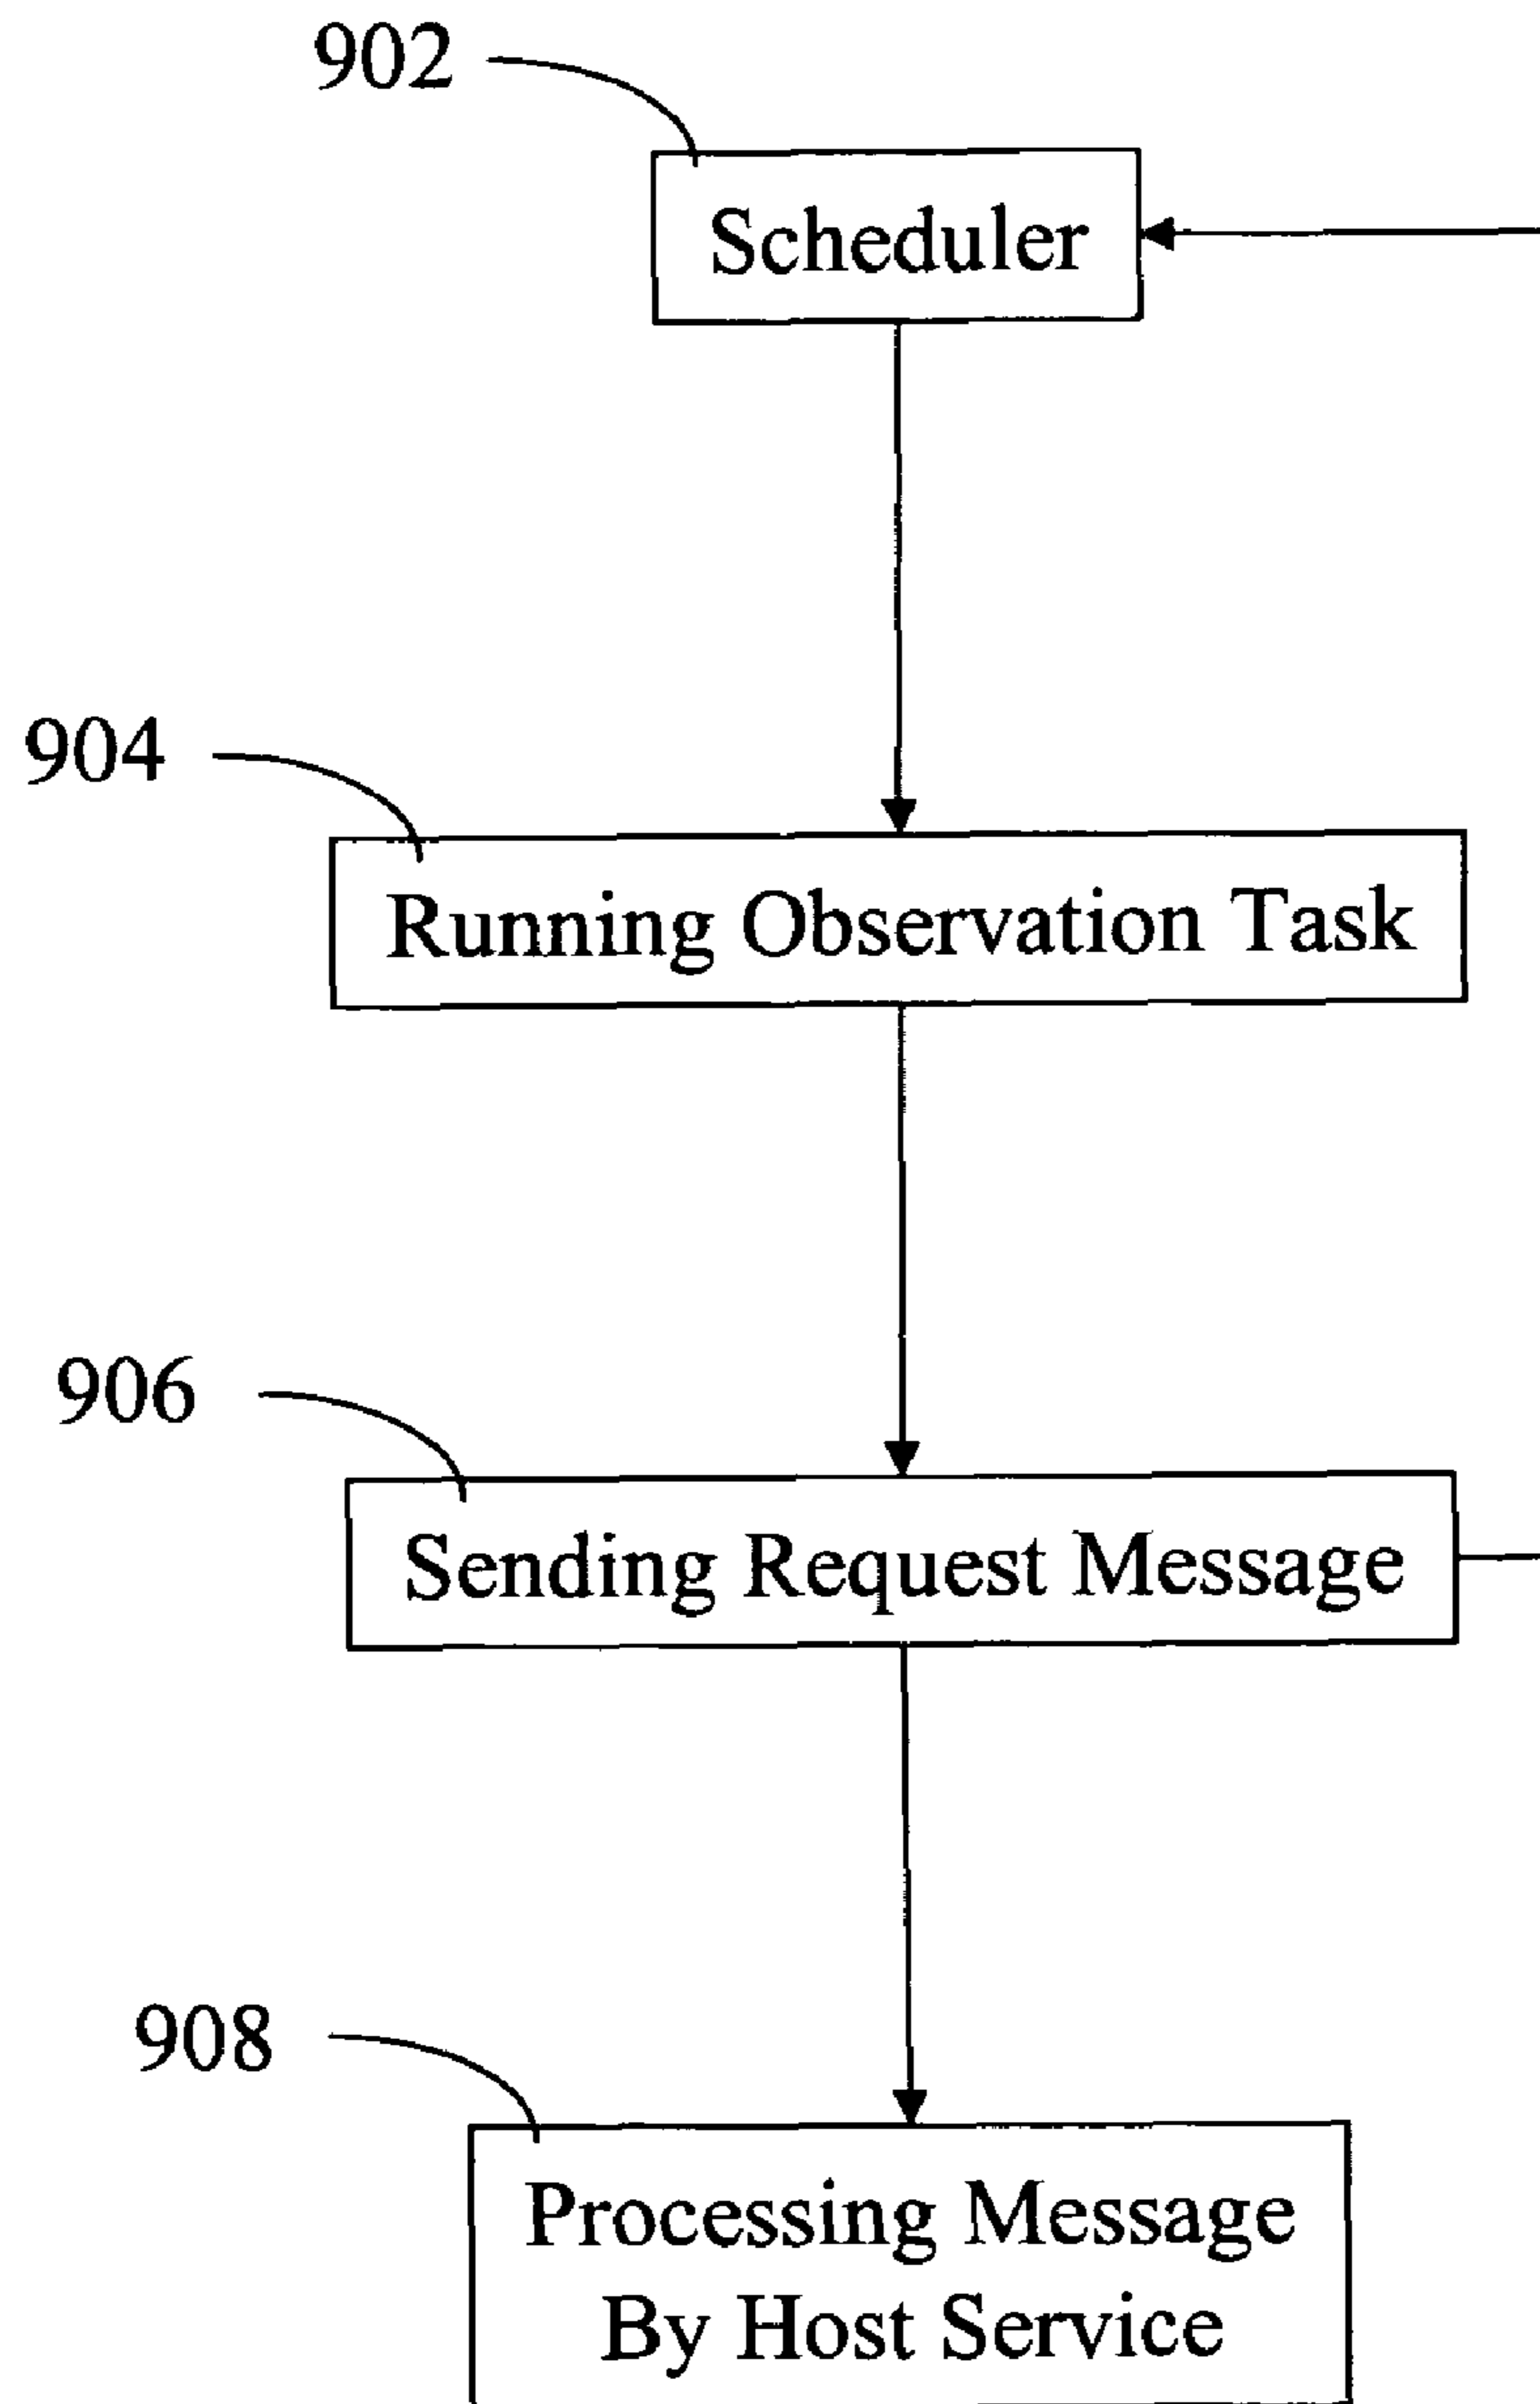 902
Scheduler
904
Running Observation Task
906
Sending Request Message
908
Processing Message
By Host Service